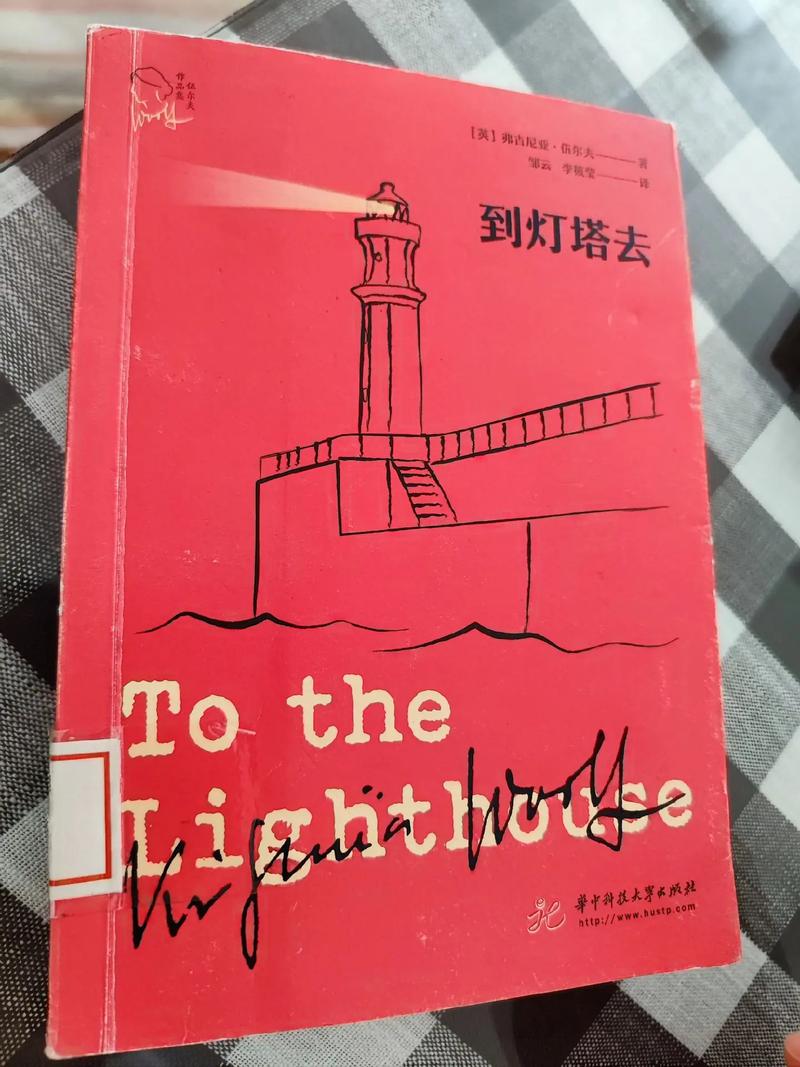 伍尔夫
作品集
Woolf
[英] 弗吉尼亚·伍尔夫——著
邹云 李筱莹——译
到灯塔去
To the
Lighthouse
Virginia Woolf
华中科技大学出版社
http://www.hustp.com